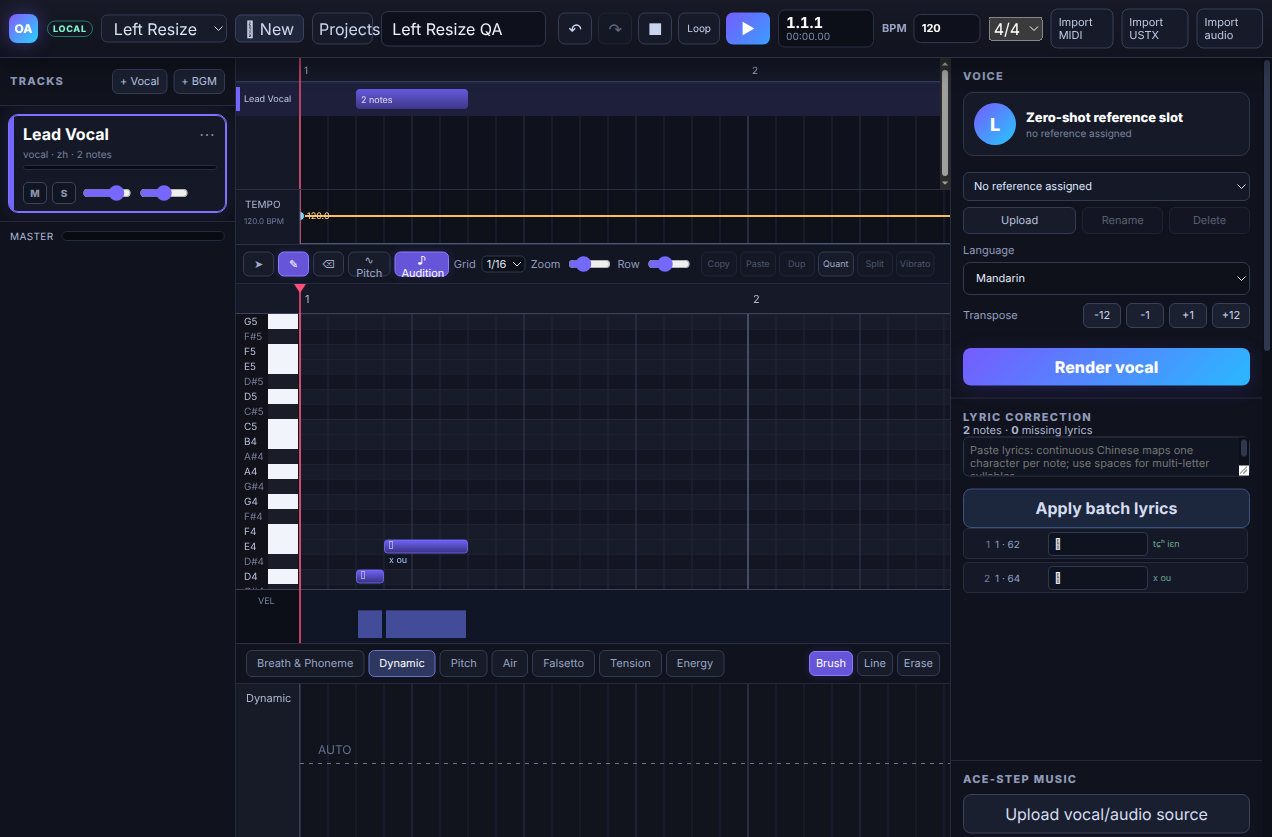 OA LOCAL Left Resize New Projects Left Resize QA Loop 1.1.1 00:00.00 BPM 120 4/4 Import MIDI Import USTX Import audio
TRACKS + Vocal + BGM
Lead Vocal ...
vocal · zh · 2 notes
M S
MASTER
1 2
Lead Vocal 2 notes
TEMPO
120.0 BPM
120.0
Pitch Audition Grid 1/16 Zoom Row Copy Paste Dup Quant Split Vibrato
1 2
G5
F#5
F5
E5
D#5
D5
C#5
C5
B4
A#4
A4
G#4
G4
F#4
F4
E4
D#4 x ou
D4
VEL
Breath & Phoneme Dynamic Pitch Air Falsetto Tension Energy Brush Line Erase
Dynamic
AUTO
VOICE
L Zero-shot reference slot
no reference assigned
No reference assigned
Upload Rename Delete
Language
Mandarin
Transpose -12 -1 +1 +12
Render vocal
LYRIC CORRECTION
2 notes · 0 missing lyrics
Paste lyrics: continuous Chinese maps one
character per note; use spaces for multi-letter
syllables
Apply batch lyrics
1 1 · 62 tɕʰ iɛn
2 1 · 64 x ou
ACE-STEP MUSIC
Upload vocal/audio source